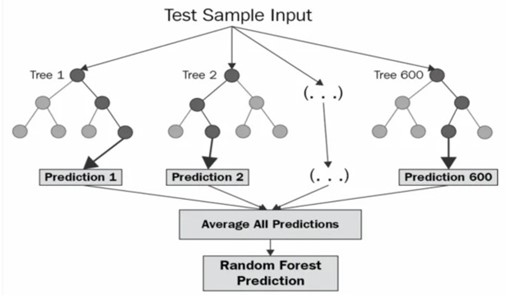 Test Sample Input
Tree 1
Tree 2
(. . .)
Tree 600
Prediction 1
Prediction 2
(. . .)
Prediction 600
Average All Predictions
Random Forest
Prediction